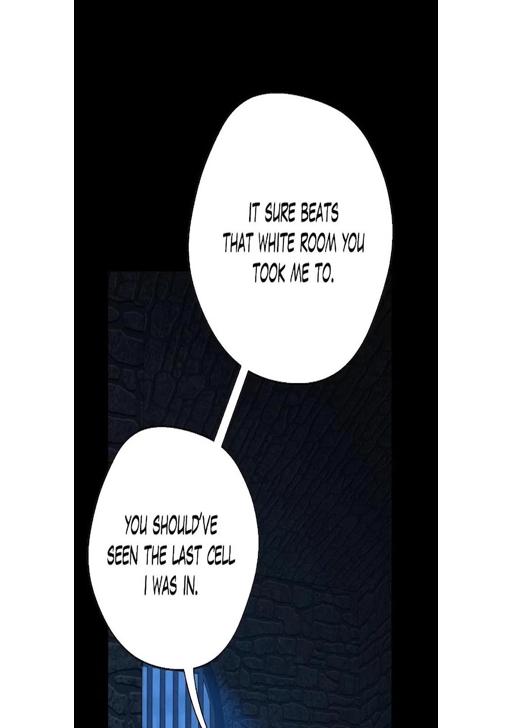 IT SURE BEATS
THAT WHITE ROOM YOU
TOOK ME TO.
YOU SHOULD'VE
SEEN THE LAST CELL
I WAS IN.